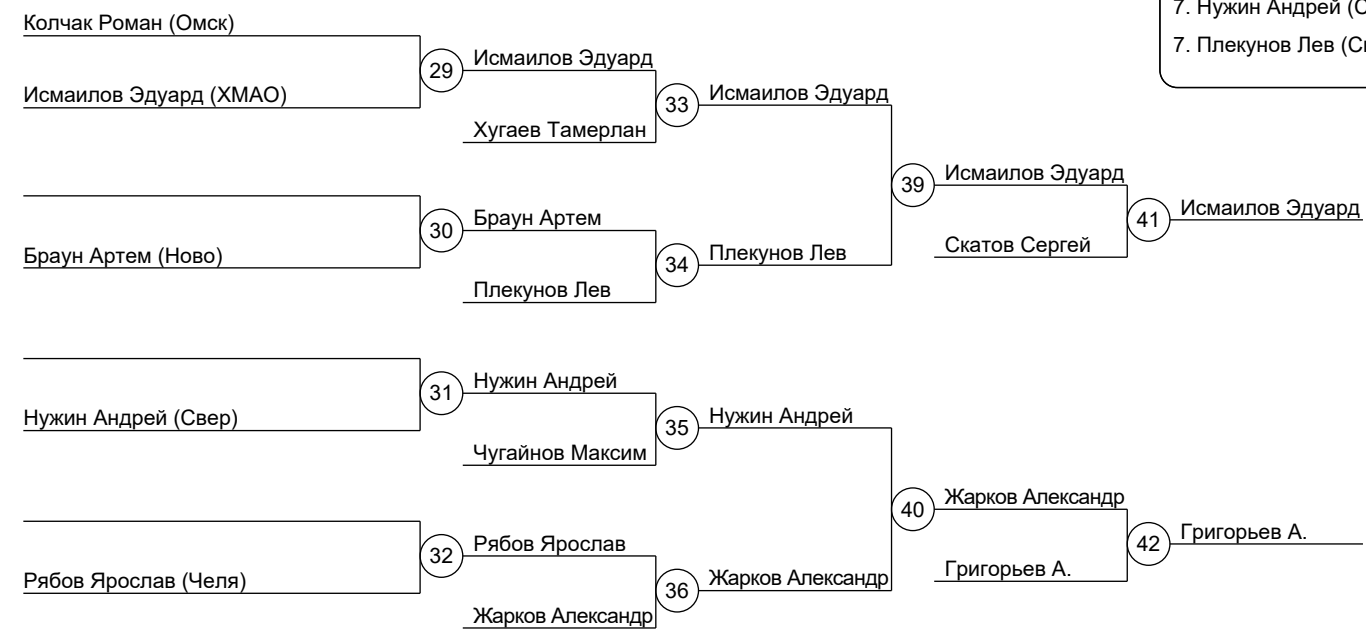 7. Нужин Андрей (С
7. Плекунов Лев (С
Колчак Роман (Омск)
29
Исмаилов Эдуард
Исмаилов Эдуард (ХМАО)
33
Исмаилов Эдуард
Хугаев Тамерлан
39
Исмаилов Эдуард
41
Исмаилов Эдуард
30
Браун Артем
Браун Артем (Ново)
34
Плекунов Лев
Скатов Сергей
Плекунов Лев
31
Нужин Андрей
Нужин Андрей (Свер)
35
Нужин Андрей
Чугайнов Максим
40
Жарков Александр
42
Григорьев А.
32
Рябов Ярослав
Григорьев А.
Рябов Ярослав (Челя)
36
Жарков Александр
Жарков Александр